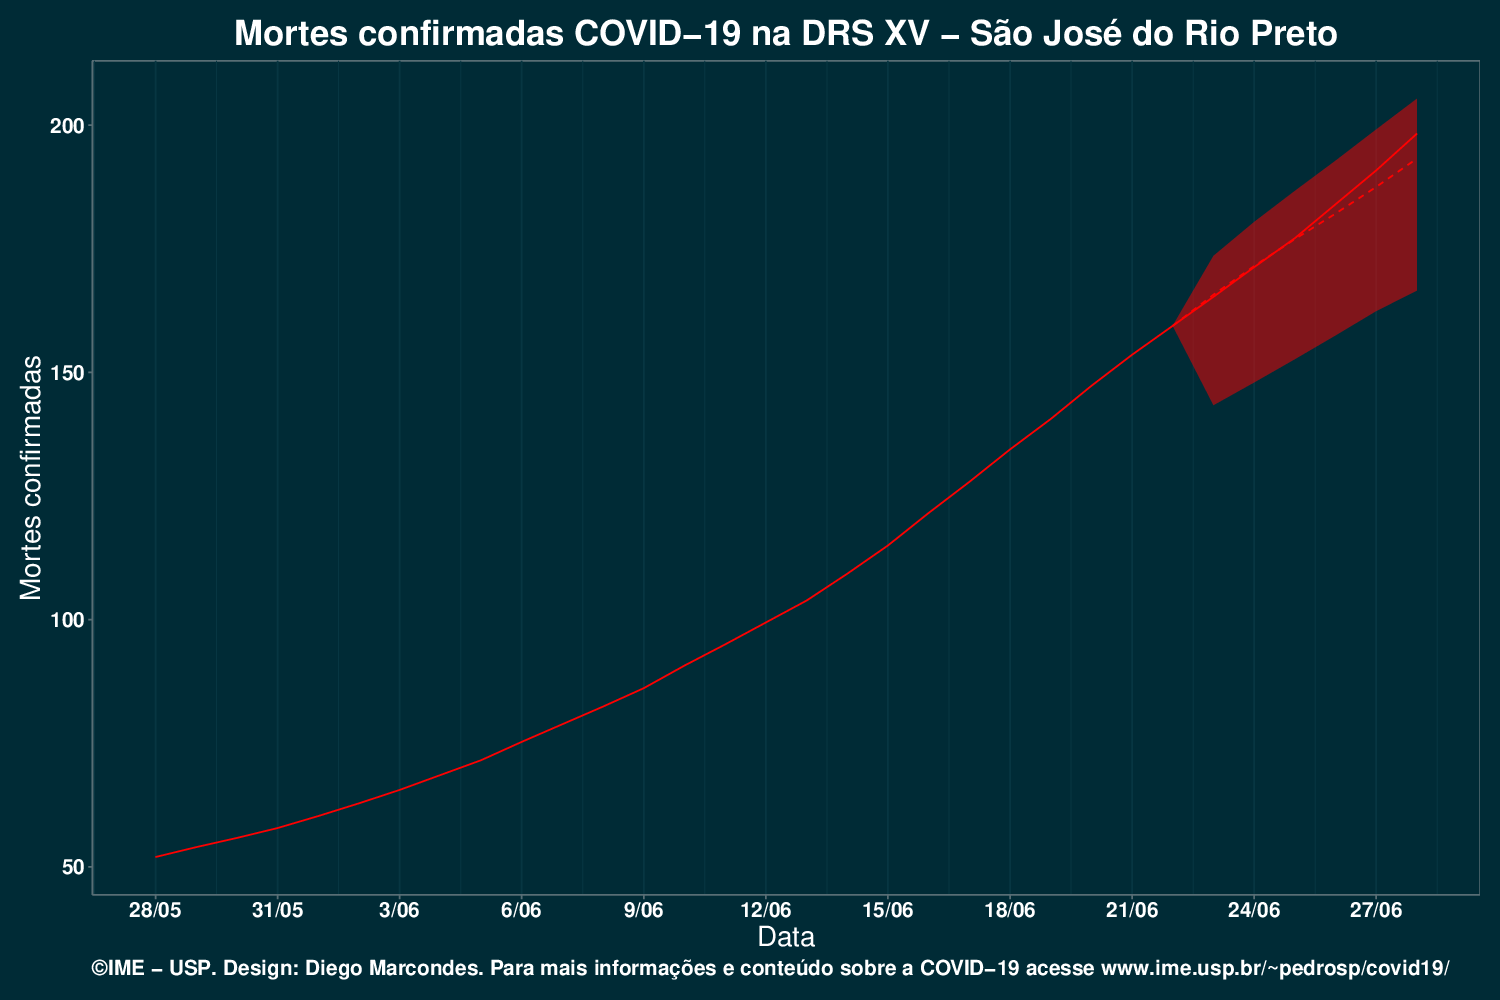 Mortes confirmadas COVID−19 na DRS XV − São José do Rio Preto
Mortes confirmadas
200
150
100
50
28/05 31/05 3/06 6/06 9/06 12/06 15/06 18/06 21/06 24/06 27/06
Data
©IME − USP. Design: Diego Marcondes. Para mais informações e conteúdo sobre a COVID−19 acesse www.ime.usp.br/~pedrosp/covid19/